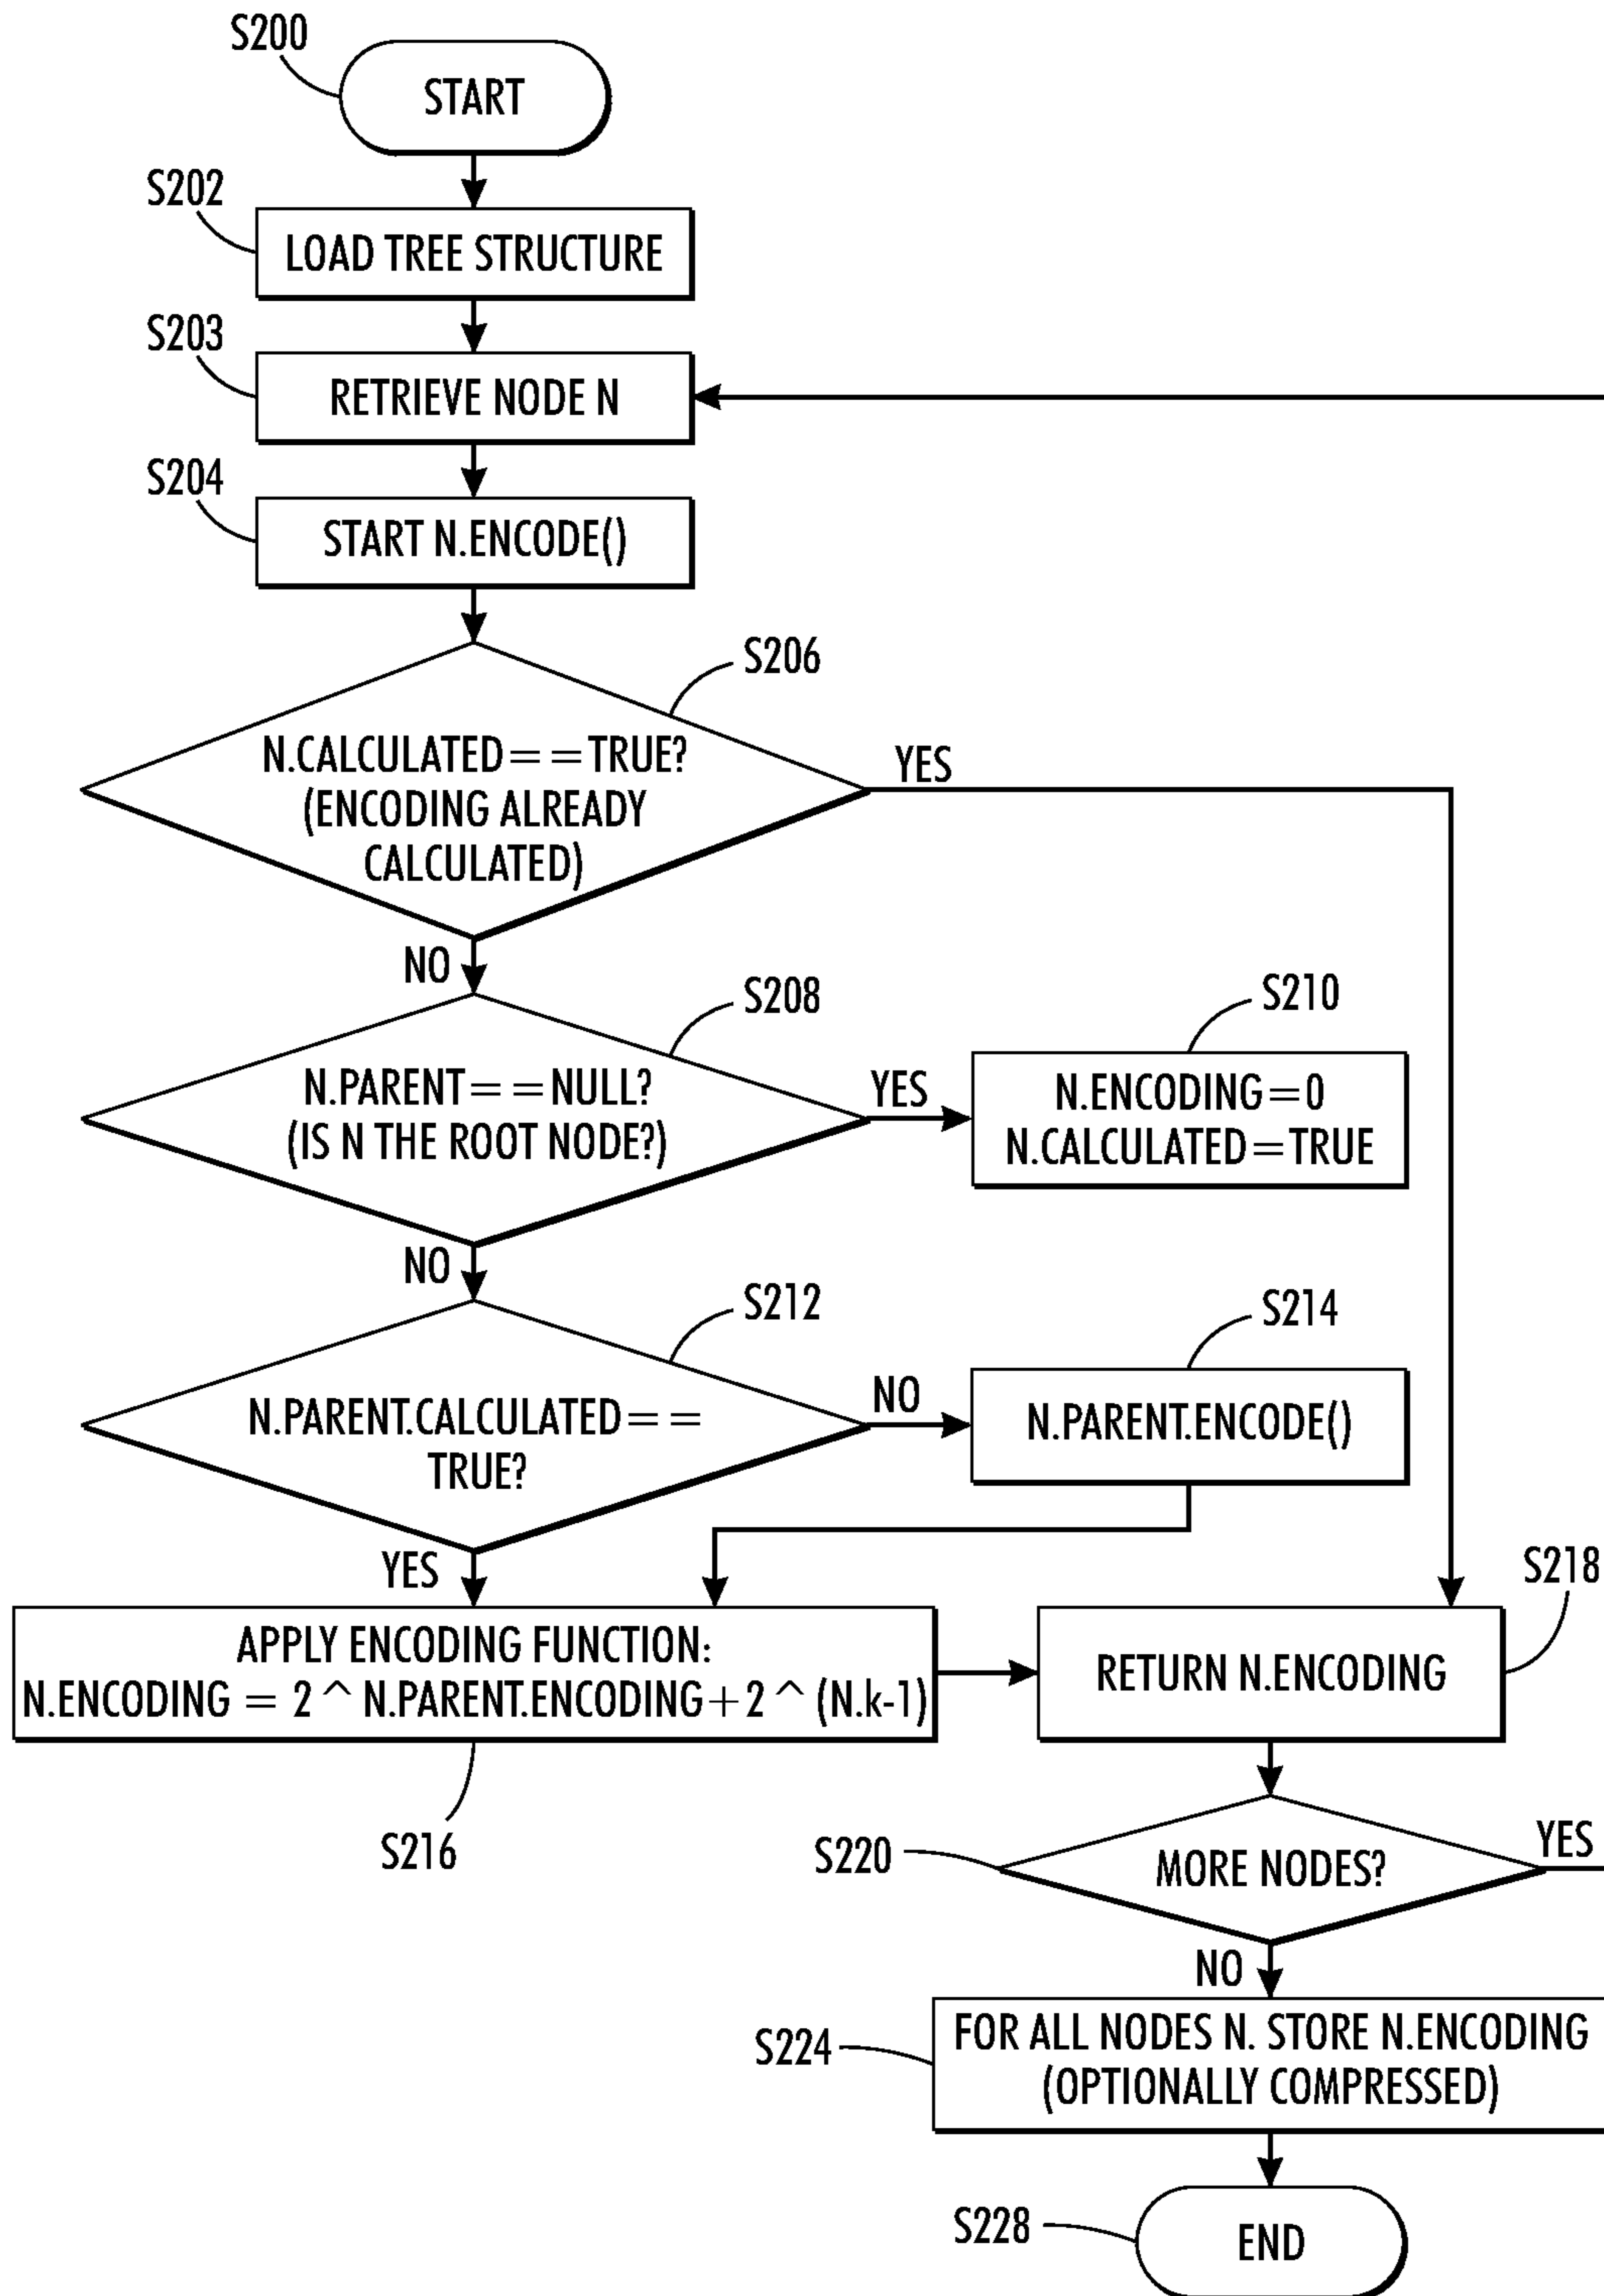 S200
START
S202
LOAD TREE STRUCTURE
S203
RETRIEVE NODE N
S204
START N.ENCODE()
S206
N.CALCULATED==TRUE?
(ENCODING ALREADY
CALCULATED)
YES
NO
S208
N.PARENT==NULL?
(IS N THE ROOT NODE?)
YES
S210
N.ENCODING=0
N.CALCULATED=TRUE
NO
S212
N.PARENT.CALCULATED==
TRUE?
NO
S214
N.PARENT.ENCODE()
YES
APPLY ENCODING FUNCTION:
N.ENCODING = 2^N.PARENT.ENCODING+2^(N.k-1)
S216
S218
RETURN N.ENCODING
S220
MORE NODES?
YES
NO
S224
FOR ALL NODES N. STORE N.ENCODING
(OPTIONALLY COMPRESSED)
S228
END